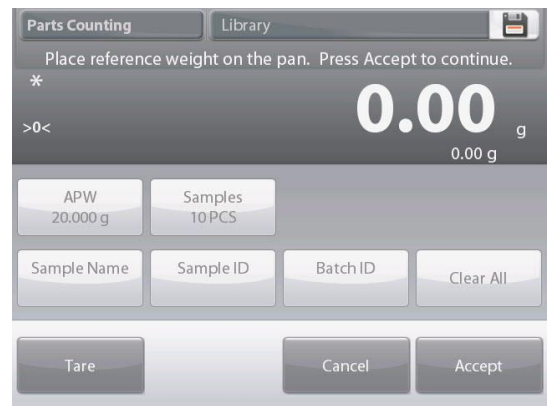 Parts Counting
Library
Place reference weight on the pan. Press Accept to continue.
*
>0<
0.00 g
0.00 g
APW
20.000 g
Samples
10 PCS
Sample Name
Sample ID
Batch ID
Clear All
Tare
Cancel
Accept